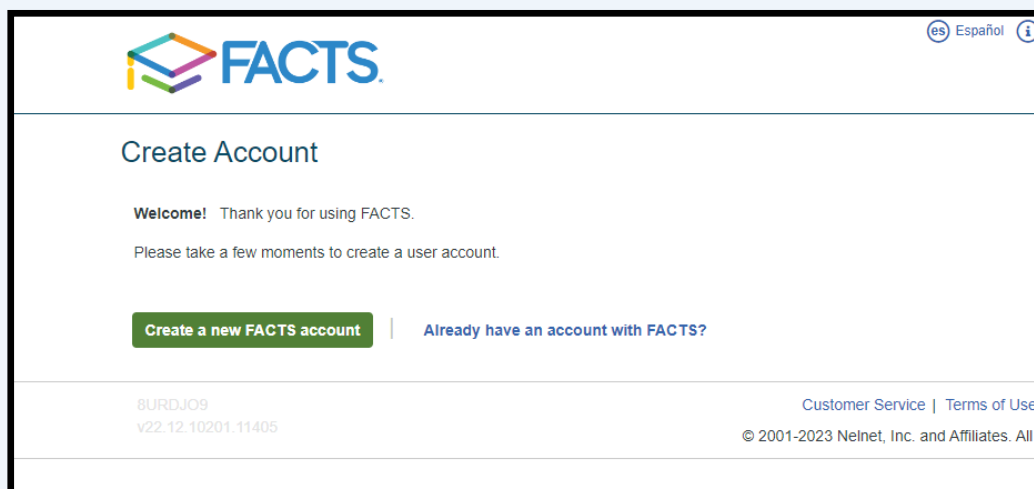 es Español i
FACTS
Create Account
Welcome! Thank you for using FACTS.
Please take a few moments to create a user account.
Create a new FACTS account | Already have an account with FACTS?
8URDJO9
v22.12.10201.11405
Customer Service | Terms of Use
© 2001-2023 Nelnet, Inc. and Affiliates. All